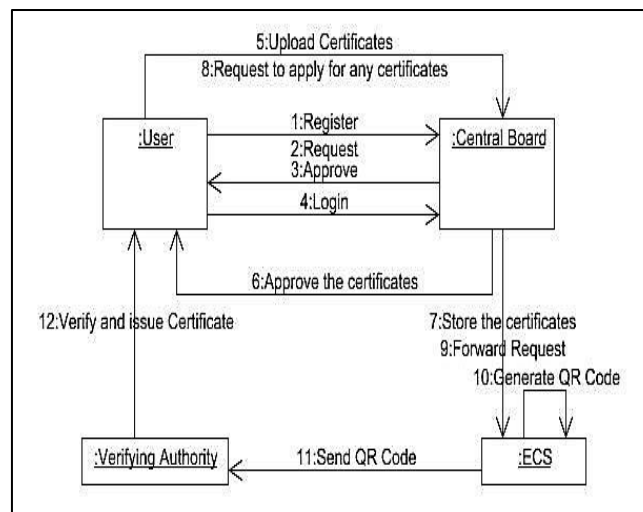 5:Upload Certificates
8:Request to apply for any certificates
:User
1:Register
:Central Board
2:Request
3:Approve
4:Login
6:Approve the certificates
12:Verify and issue Certificate
7:Store the certificates
9:Forward Request
10:Generate QR Code
:Verifying Authority
11:Send QR Code
:ECS